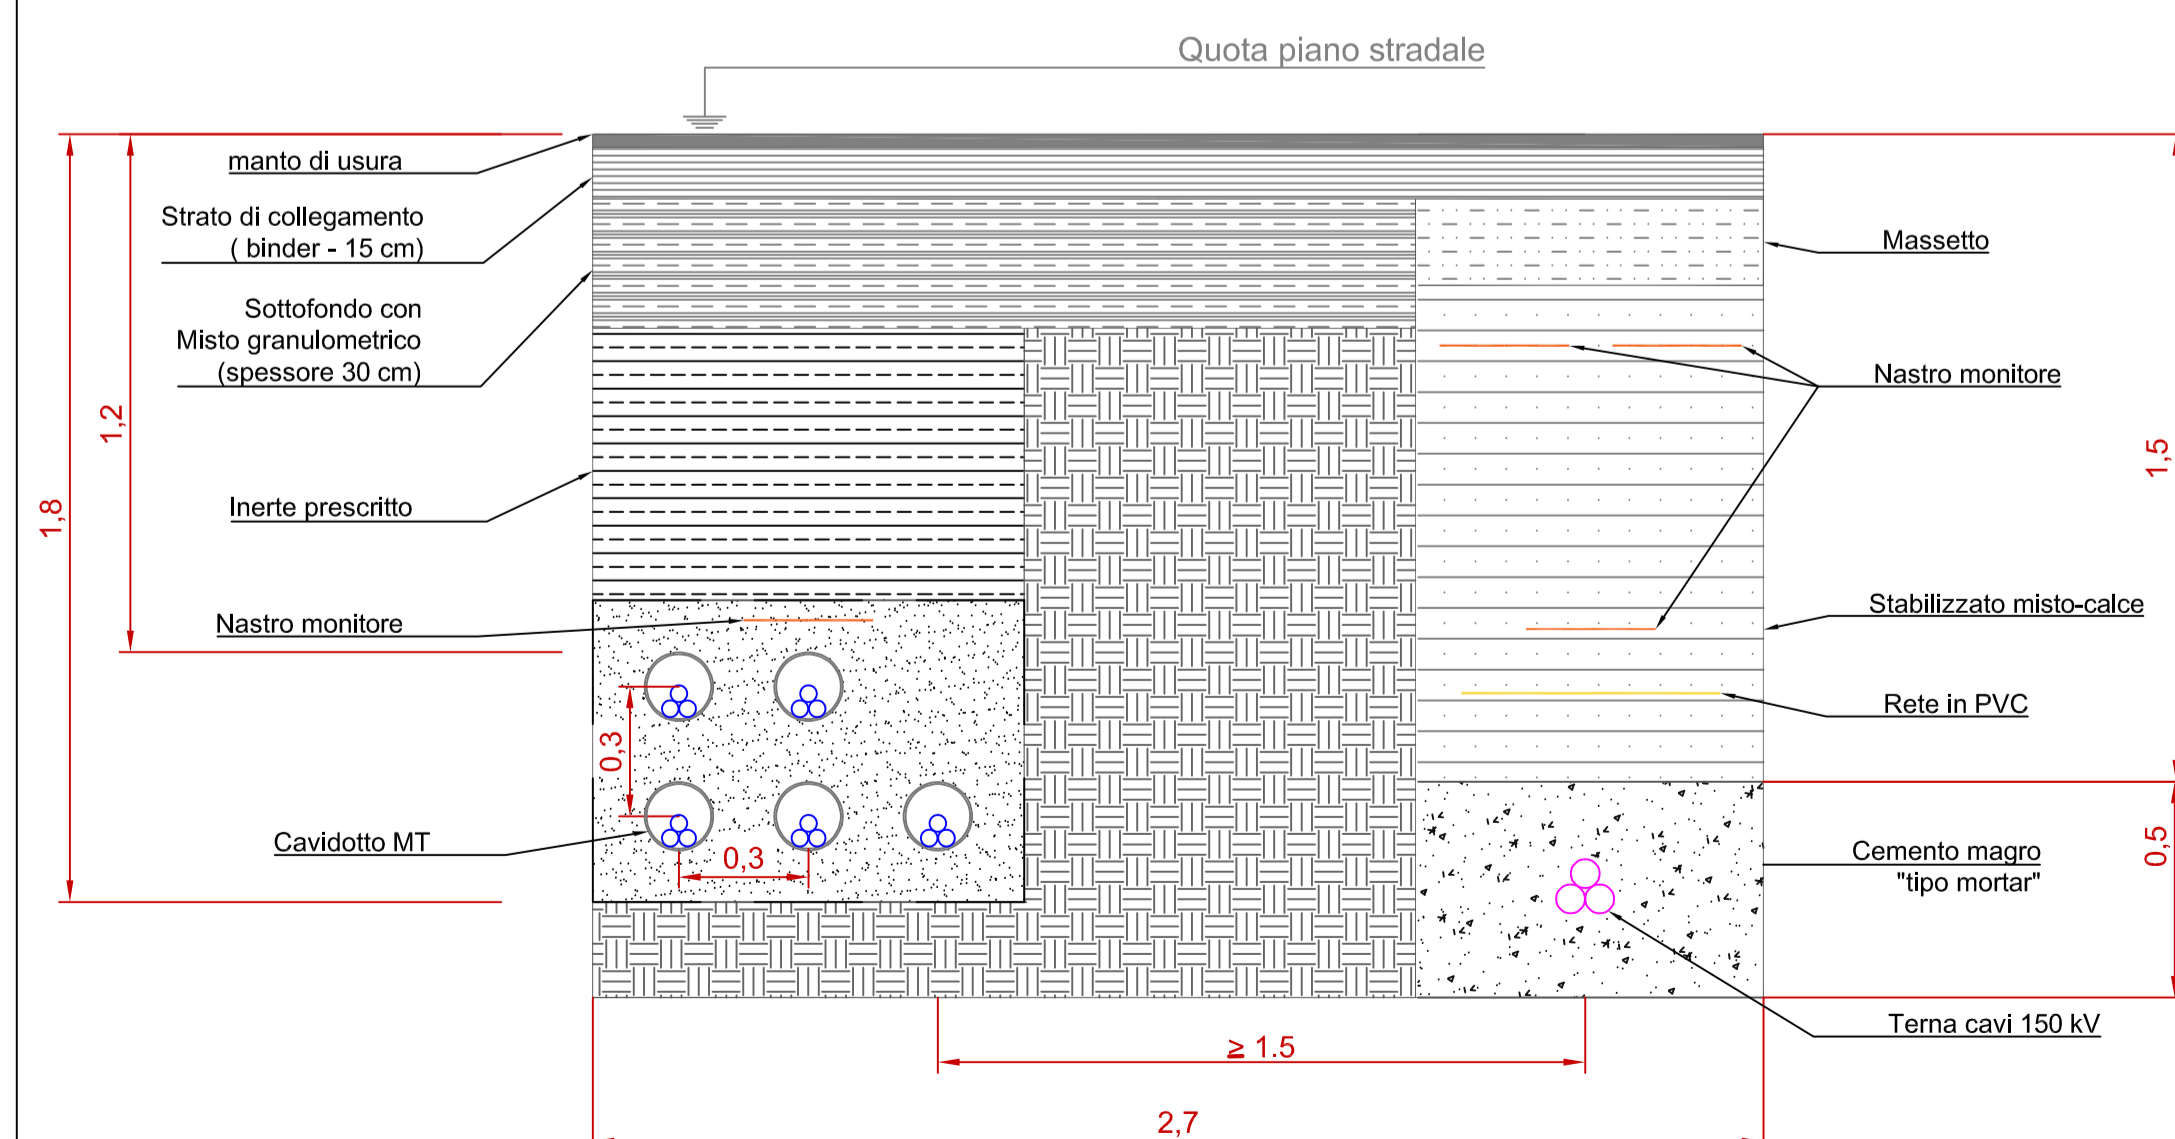 Quota piano stradale
manto di usura
Strato di collegamento
( binder - 15 cm)
Sottofondo con
Misto granulometrico
(spessore 30 cm)
Inerte prescritto
Nastro monitore
Cavidotto MT
1,8
1,2
0,3
0,3
Massetto
Nastro monitore
Stabilizzato misto-calce
Rete in PVC
Cemento magro
"tipo mortar"
Terna cavi 150 kV
1,5
0,5
≥ 1.5
2,7